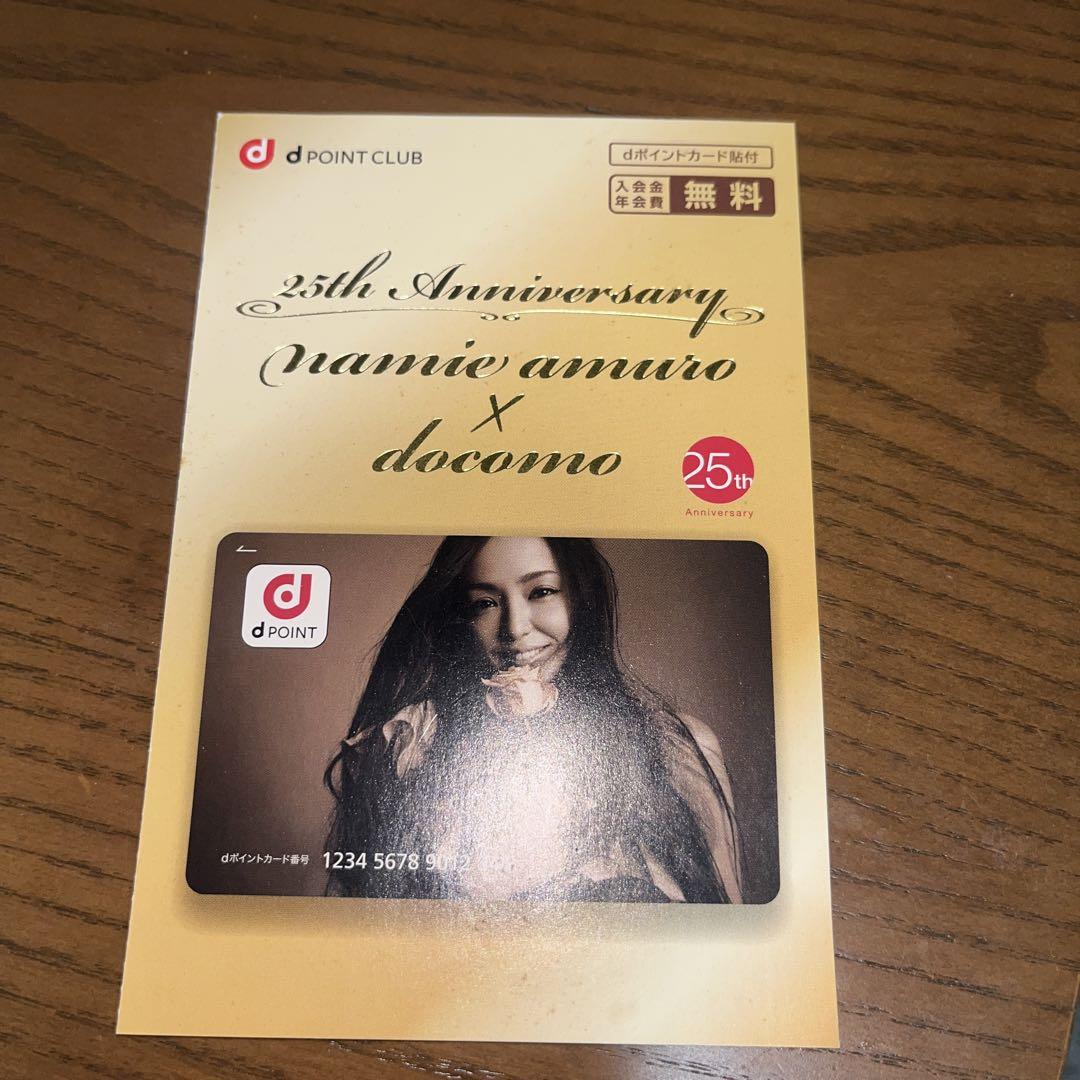 d POINT CLUB
dポイントカード貼付
入会金
年会費
無料
25th Anniversary
namie amuro
×
docomo
25th
Anniversary
d POINT
dポイントカード番号 1234 5678 9012